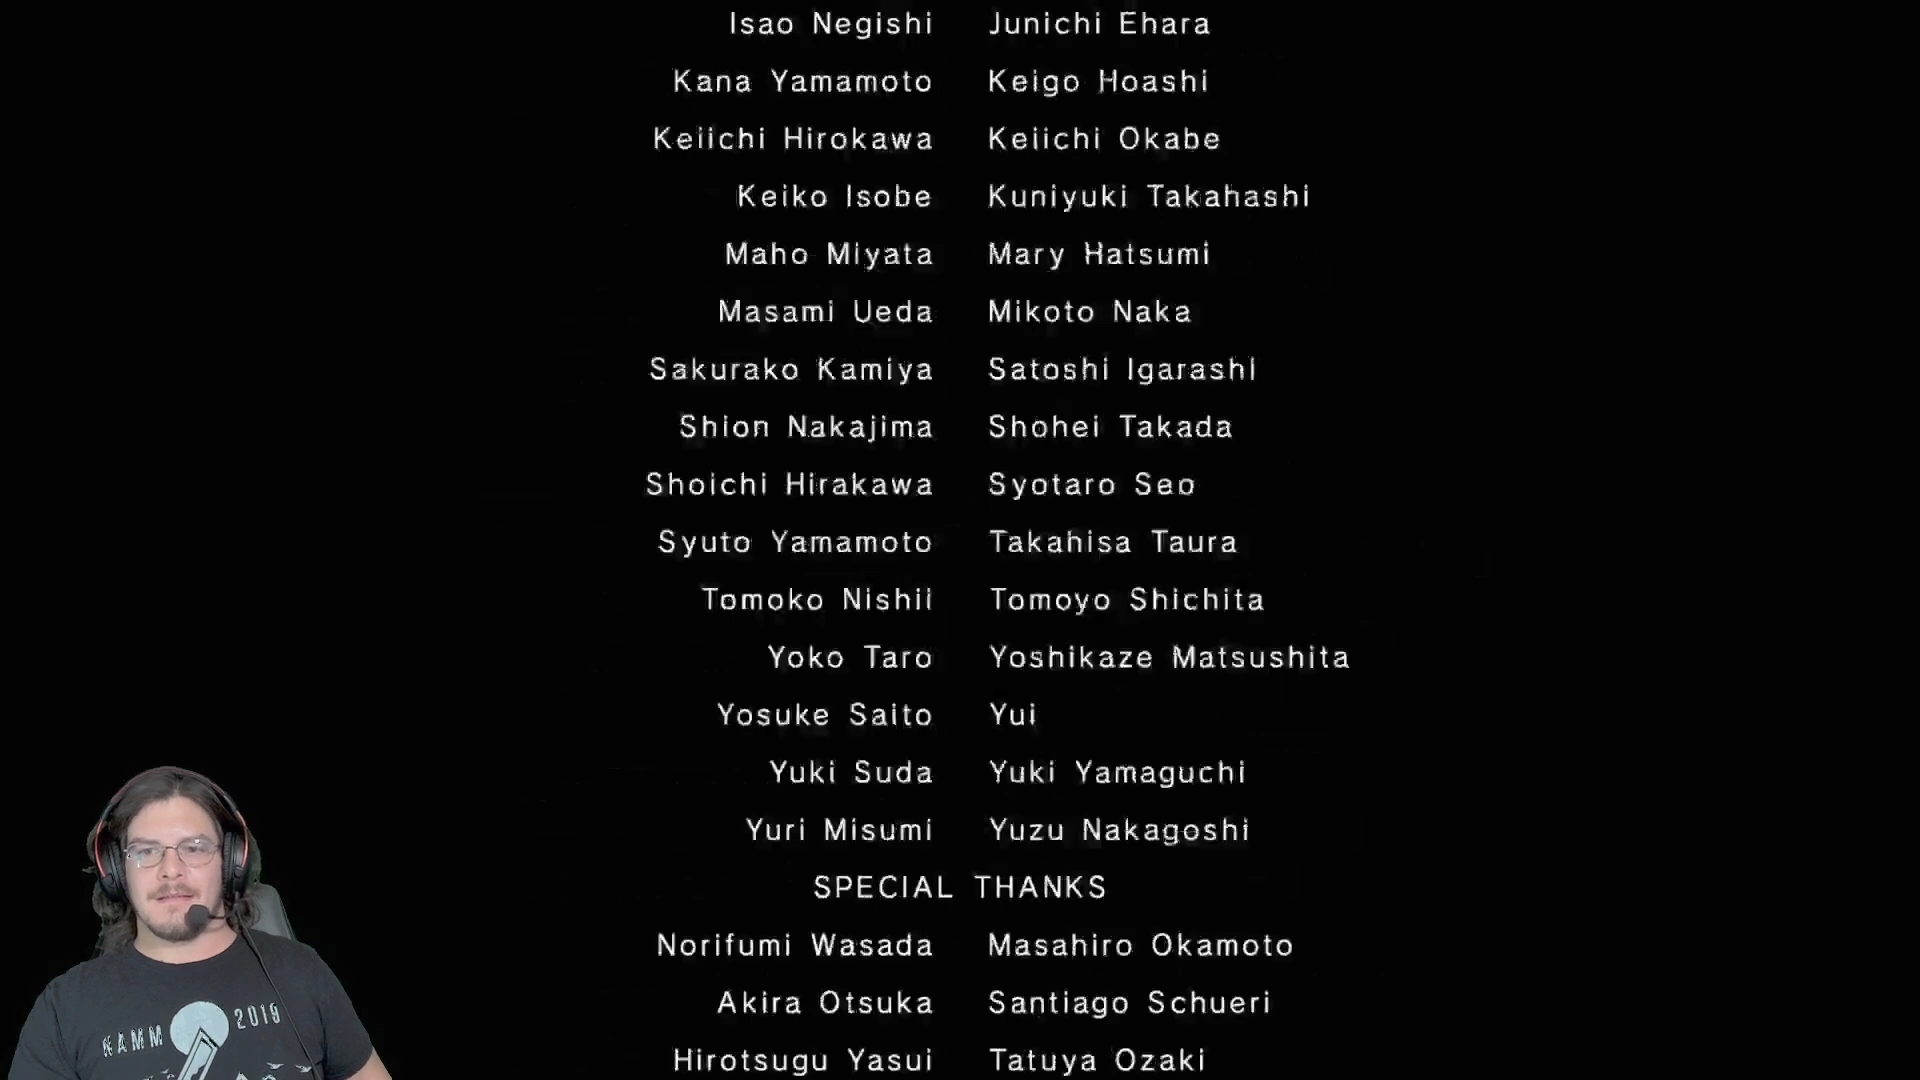 Isao Negishi Junichi Ehara
Kana Yamamoto Keigo Hoashi
Keiichi Hirokawa Keiichi Okabe
Keiko Isobe Kuniyuki Takahashi
Maho Miyata Mary Hatsumi
Masami Ueda Mikoto Naka
Sakurako Kamiya Satoshi Igarashi
Shion Nakajima Shohei Takada
Shoichi Hirakawa Syotaro Seo
Syuto Yamamoto Takahisa Taura
Tomoko Nishii Tomoyo Shichita
Yoko Taro Yoshikaze Matsushita
Yosuke Saito Yui
Yuki Suda Yuki Yamaguchi
Yuri Misumi Yuzu Nakagoshi
SPECIAL THANKS
Norifumi Wasada Masahiro Okamoto
Akira Otsuka Santiago Schueri
Hirotsugu Yasui Tatuya Ozaki
NAMM 2019